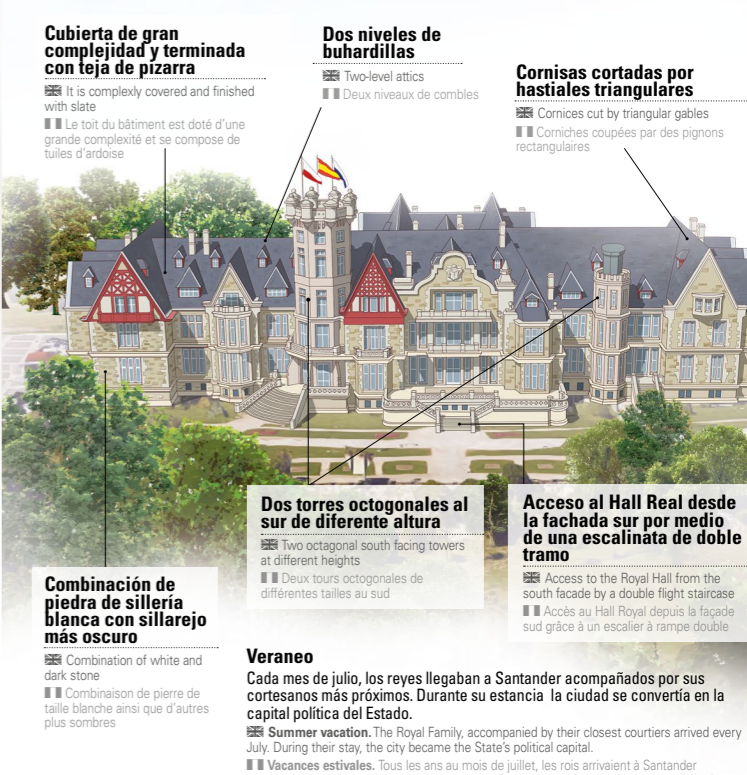 Cubierta de gran
complejidad y terminada
con teja de pizarra
It is complexly covered and finished
with slate
Le toit du bâtiment est doté d'une
grande complexité et se compose de
tuiles d'ardoise
Dos niveles de
buhardillas
Two-level attics
Deux niveaux de combles
Cornisas cortadas por
hastiales triangulares
Cornices cut by triangular gables
Corniches coupées par des pignons
rectangulaires
Dos torres octogonales al
sur de diferente altura
Two octagonal south facing towers
at different heights
Deux tours octogonales de
différentes tailles au sud
Acceso al Hall Real desde
la fachada sur por medio
de una escalinata de doble
tramo
Access to the Royal Hall from the
south facade by a double flight staircase
Accès au Hall Royal depuis la façade
sud grâce à un escalier à rampe double
Combinación de
piedra de sillería
blanca con sillarejo
más oscuro
Combination of white and
dark stone
Combinaison de pierre de
taille blanche ainsi que d'autres
plus sombres
Veraneo
Cada mes de julio, los reyes llegaban a Santander acompañados por sus
cortesanos más próximos. Durante su estancia la ciudad se convertía en la
capital política del Estado.
Summer vacation. The Royal Family, accompanied by their closest courtiers arrived every
July. During their stay, the city became the State's political capital.
Vacances estivales. Tous les ans au mois de juillet, les rois arrivaient à Santander